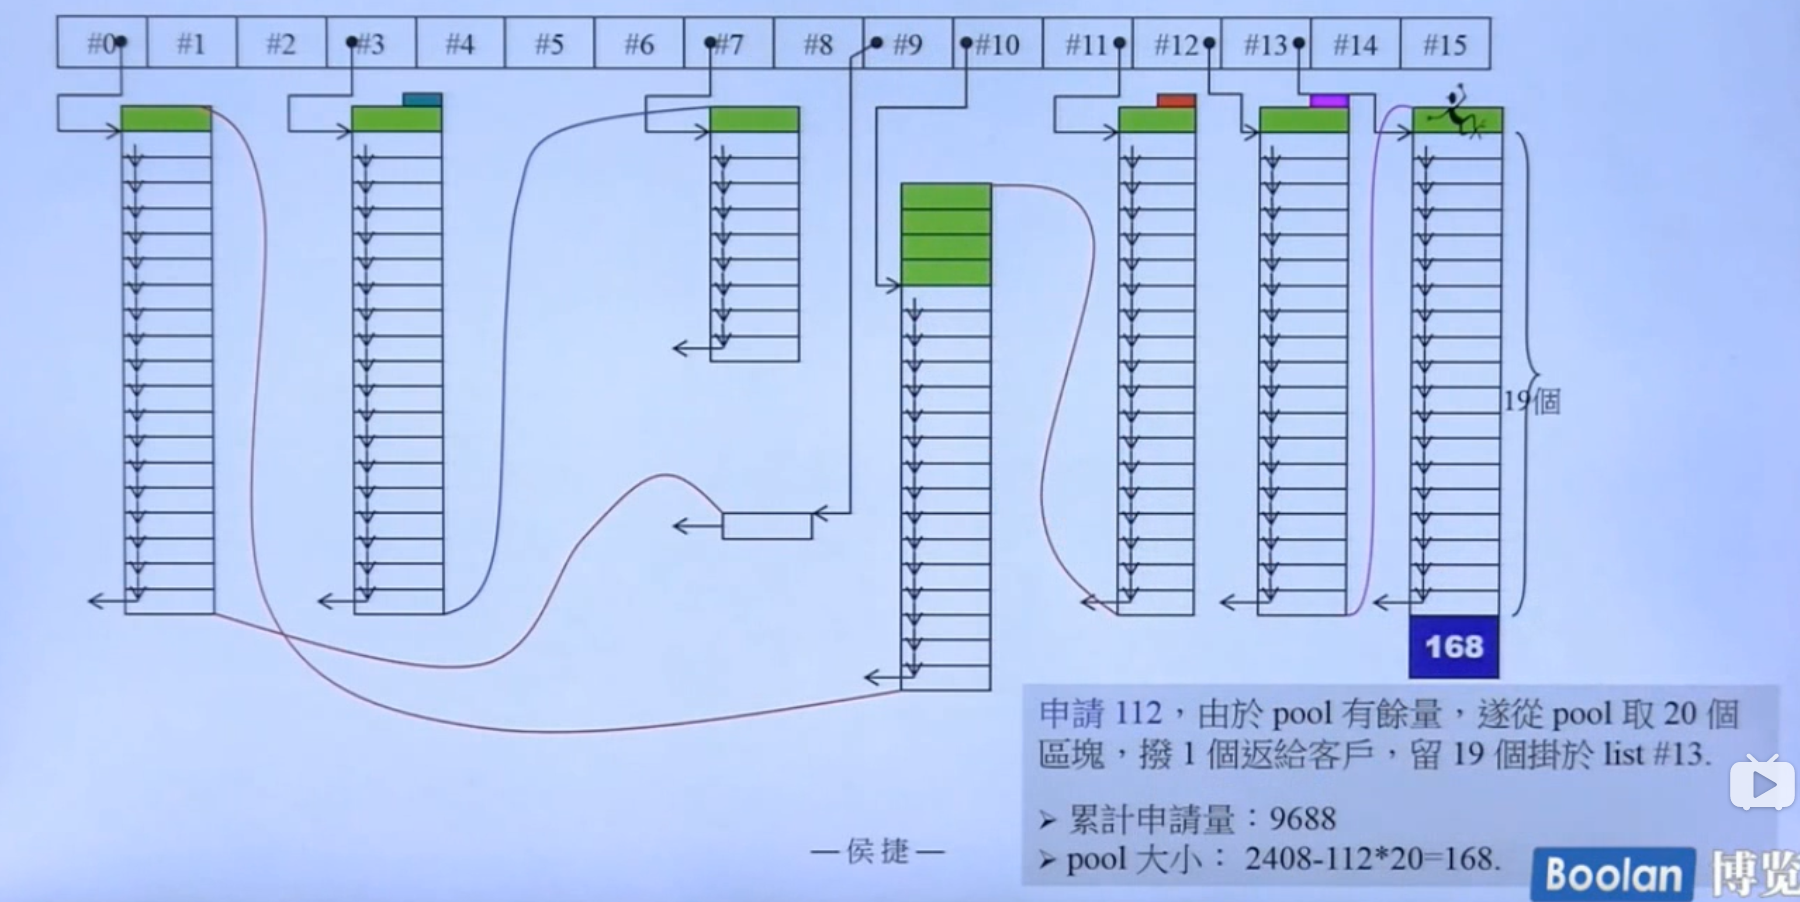 #0 #1 #2 #3 #4 #5 #6 #7 #8 #9 #10 #11 #12 #13 #14 #15
19個
168
申請 112，由於 pool 有餘量，遂從 pool 取 20 個
區塊，撥 1 個返給客戶，留 19 個掛於 list #13.
➢ 累計申請量：9688
➢ pool 大小： 2408-112*20=168.
—侯捷—
Boolan 博览